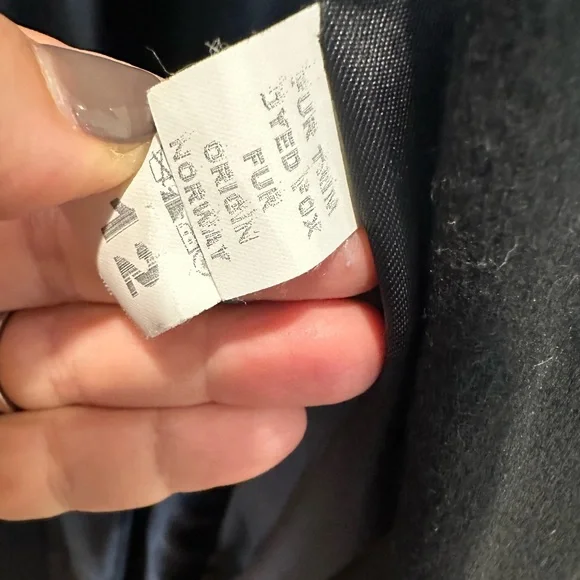 FUR TRIM
DYED FOX
FUR
ORIGIN
NORWAY
12